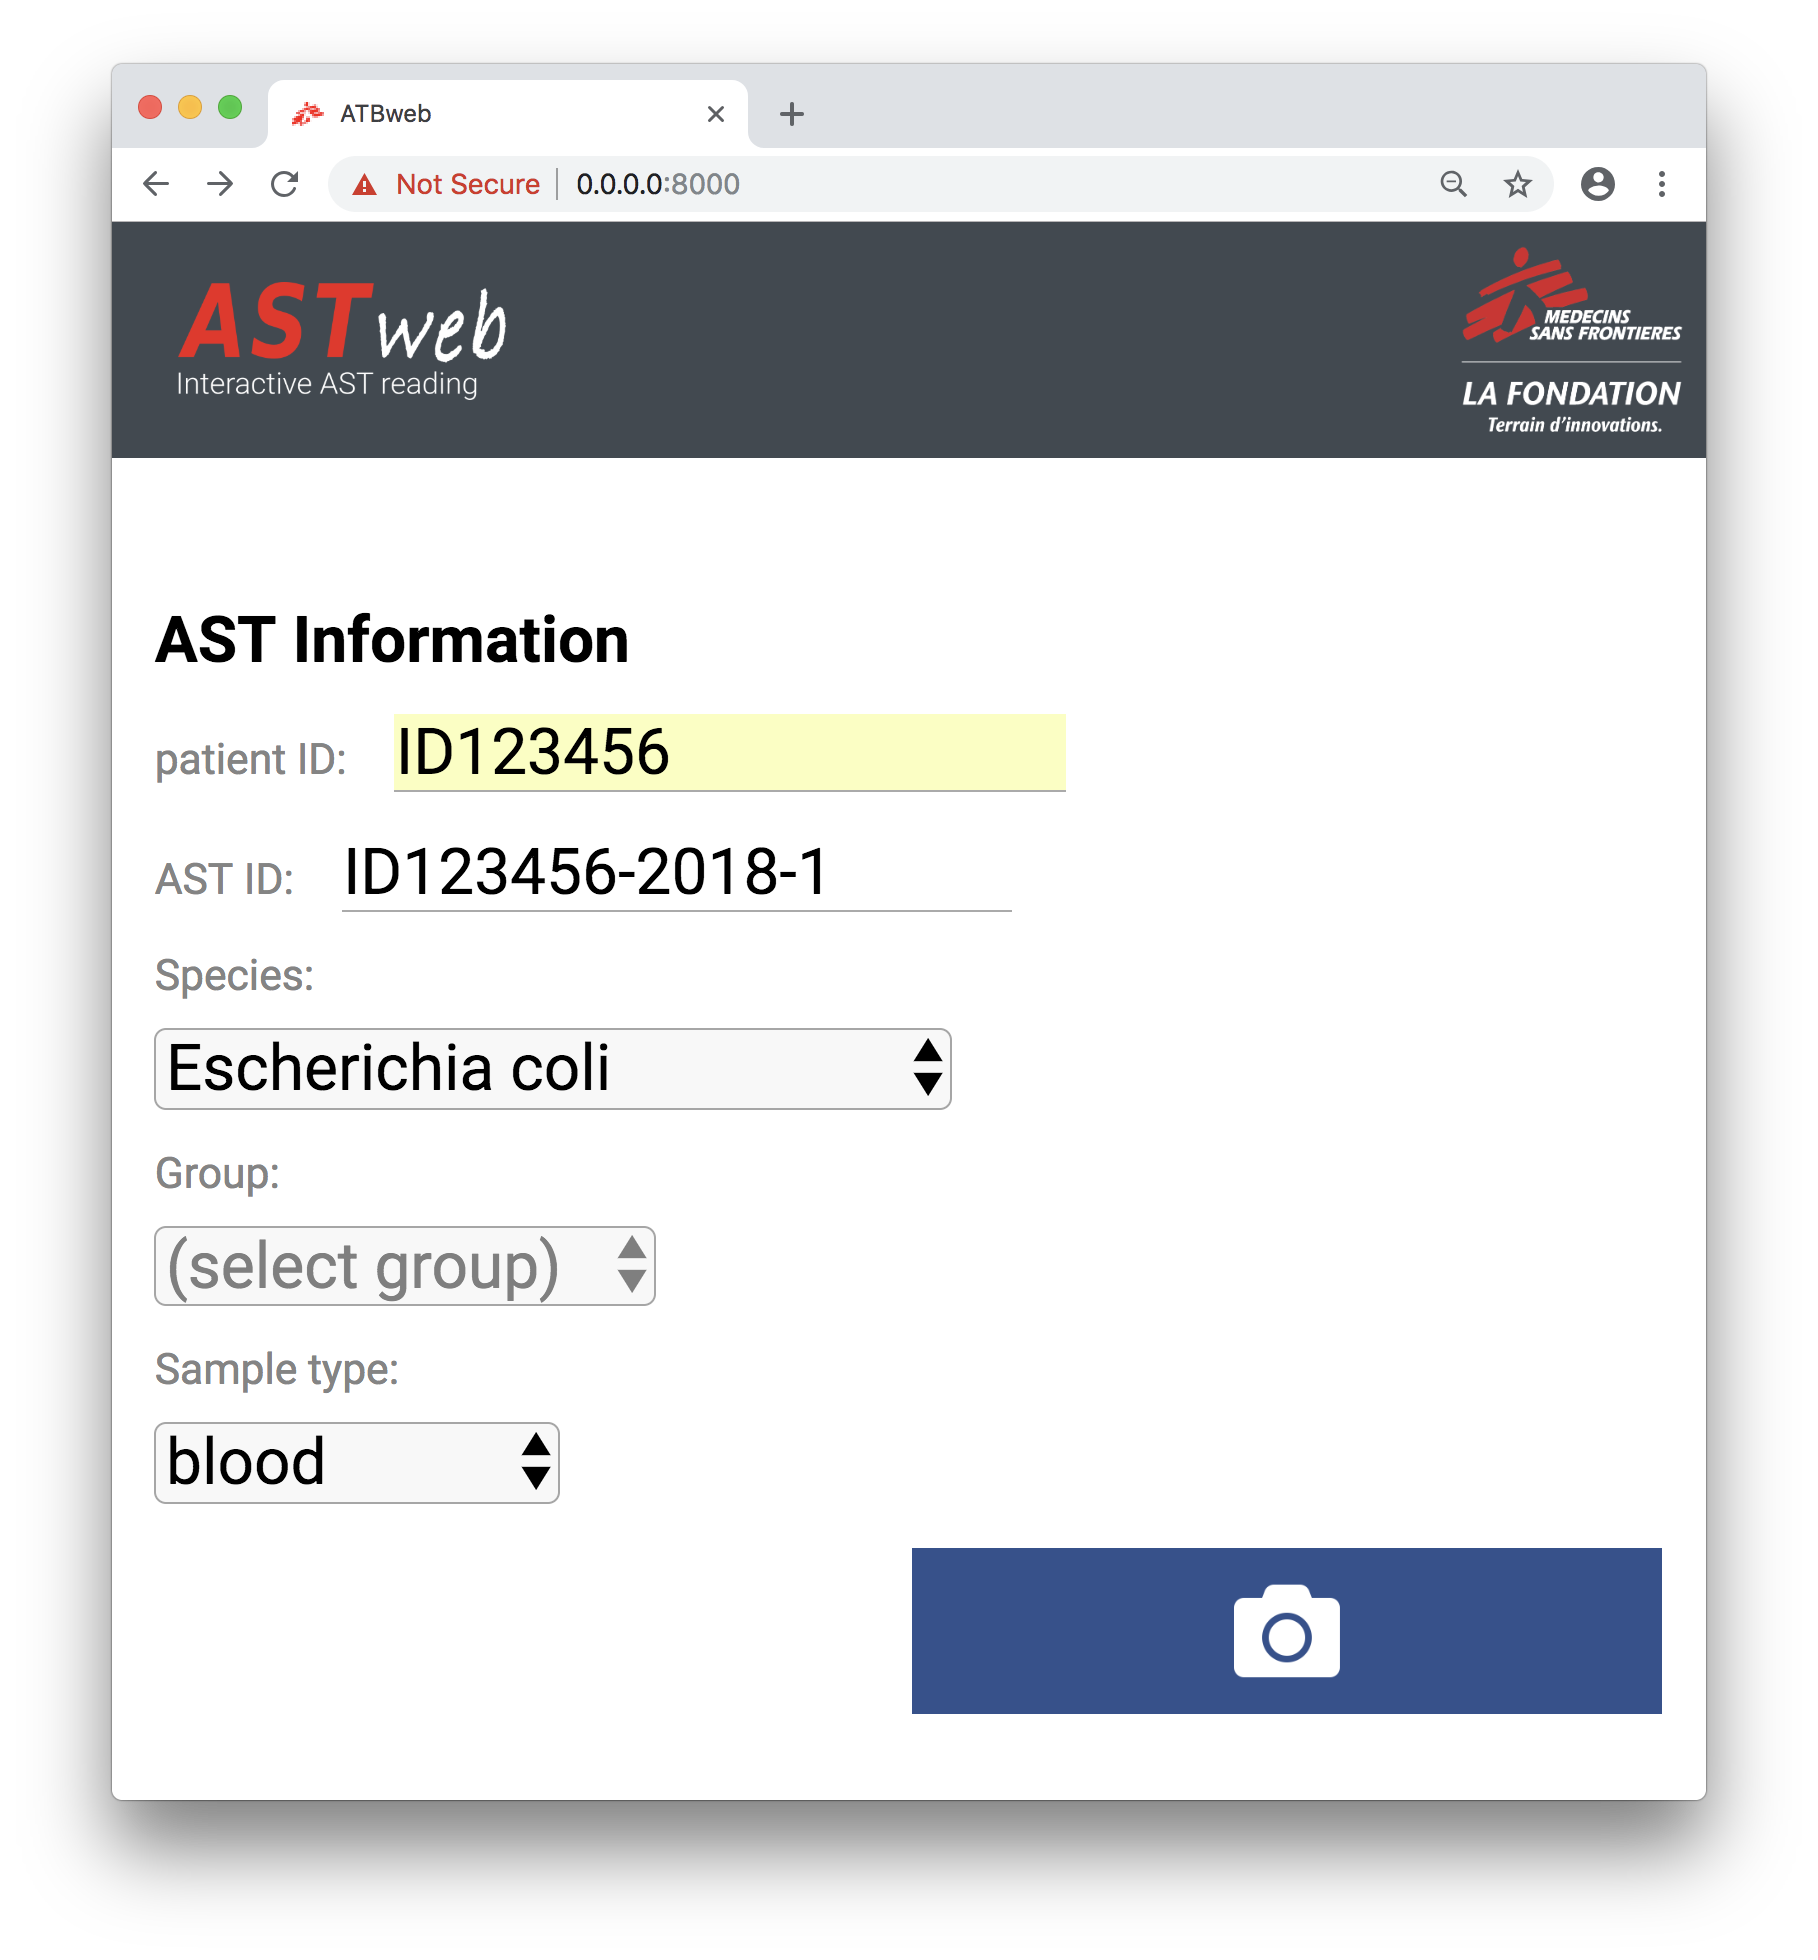 ATBweb
Not Secure 0.0.0.0:8000
ASTweb
Interactive AST reading
MEDECINS
SANS FRONTIERES
LA FONDATION
Terrain d'innovations.
AST Information
patient ID: ID123456
AST ID: ID123456-2018-1
Species:
Escherichia coli
Group:
(select group)
Sample type:
blood